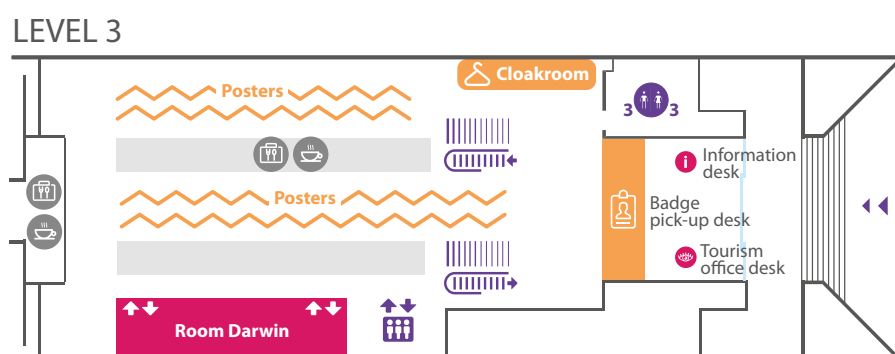 LEVEL 3
Cloakroom
Posters
3 3
Information
desk
Badge
pick-up desk
Posters
Tourism
office desk
Room Darwin